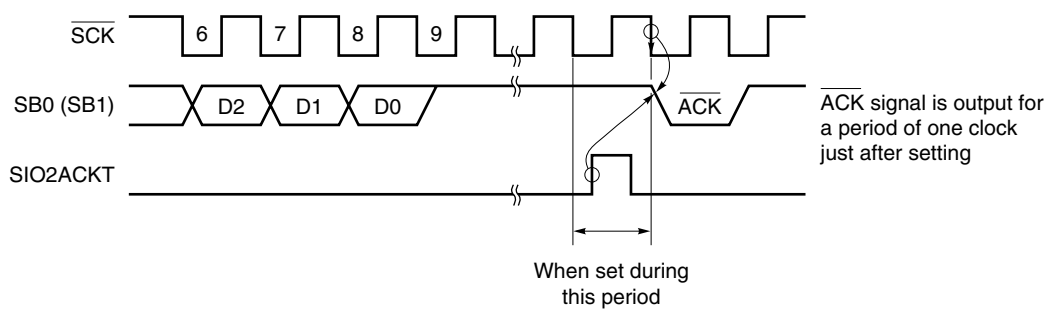 SCK
6 7 8 9
SB0 (SB1)
D2 D1 D0 ACK
ACK signal is output for
a period of one clock
just after setting
SIO2ACKT
When set during
this period